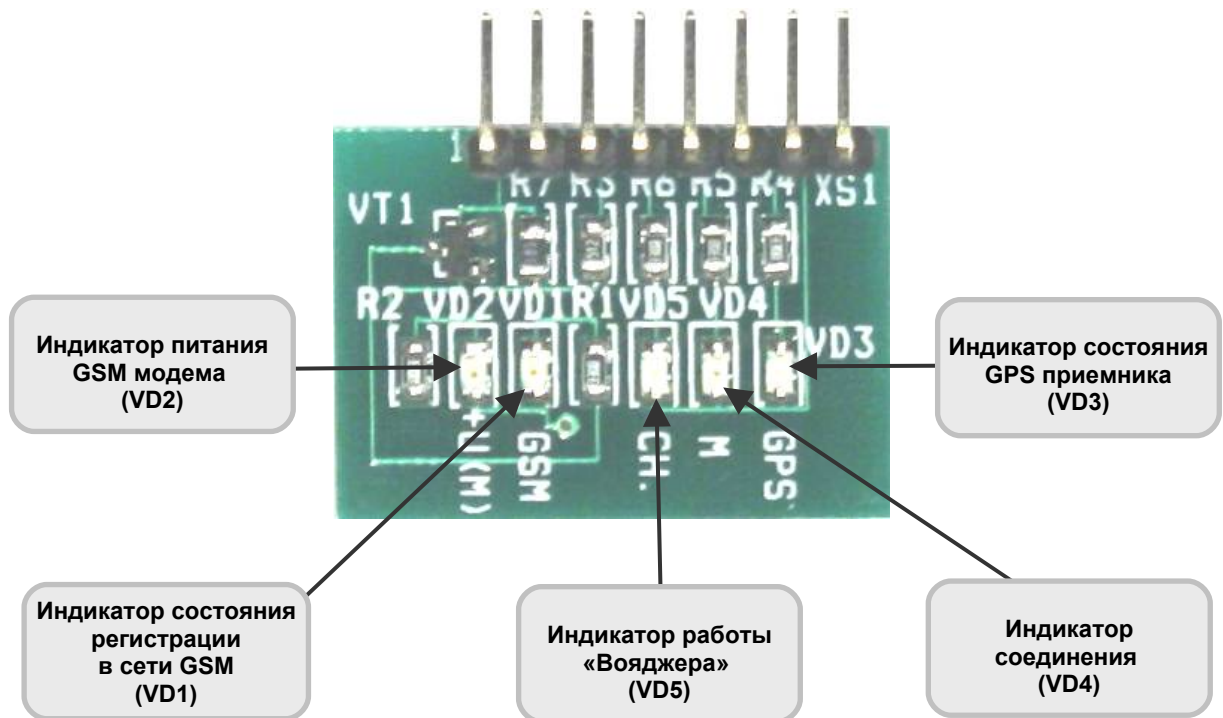 1
R7 R3 R6 R5 R4 XS1
VT1
R2 VD2 VD1 R1 VD5 VD4
VD3
+U(M) GSM CH. M GPS
Индикатор питания
GSM модема
(VD2)
Индикатор состояния
GPS приемника
(VD3)
Индикатор состояния
регистрации
в сети GSM
(VD1)
Индикатор работы
«Вояджера»
(VD5)
Индикатор
соединения
(VD4)